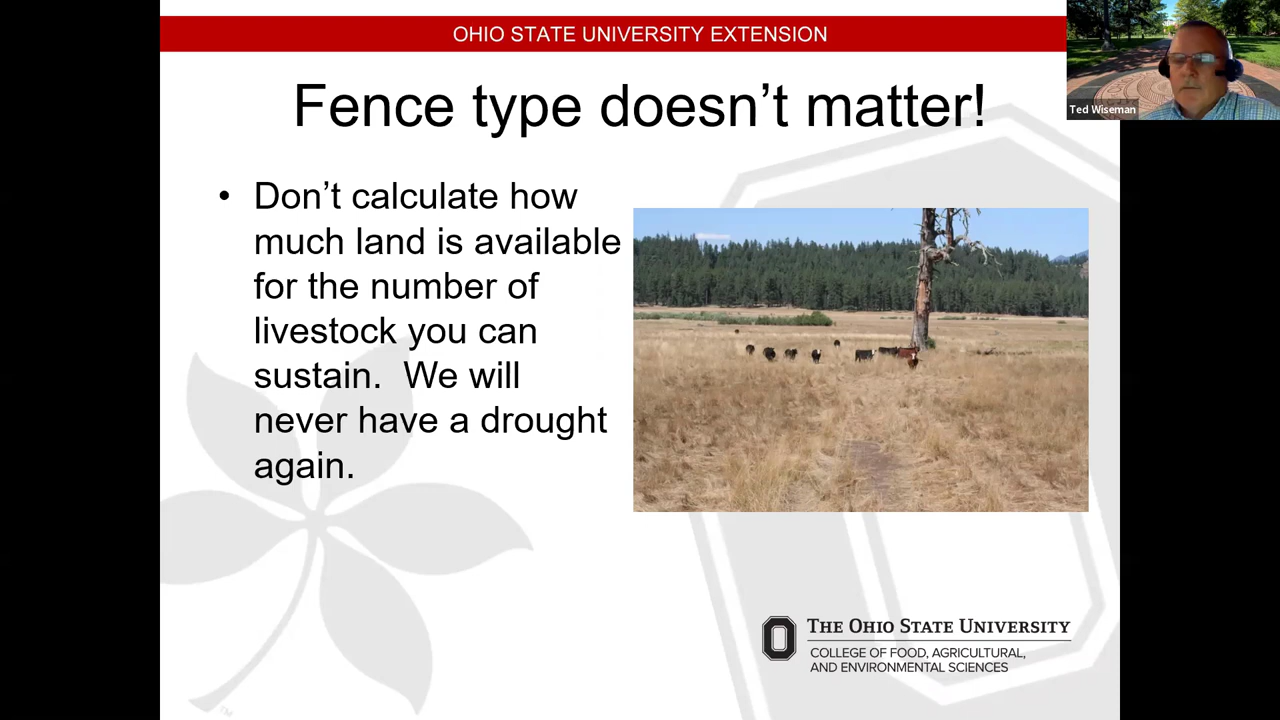 OHIO STATE UNIVERSITY EXTENSION
Ted Wiseman
Fence type doesn’t matter!
• Don’t calculate how
much land is available
for the number of
livestock you can
sustain.  We will
never have a drought
again.
THE OHIO STATE UNIVERSITY
COLLEGE OF FOOD, AGRICULTURAL,
AND ENVIRONMENTAL SCIENCES
TM